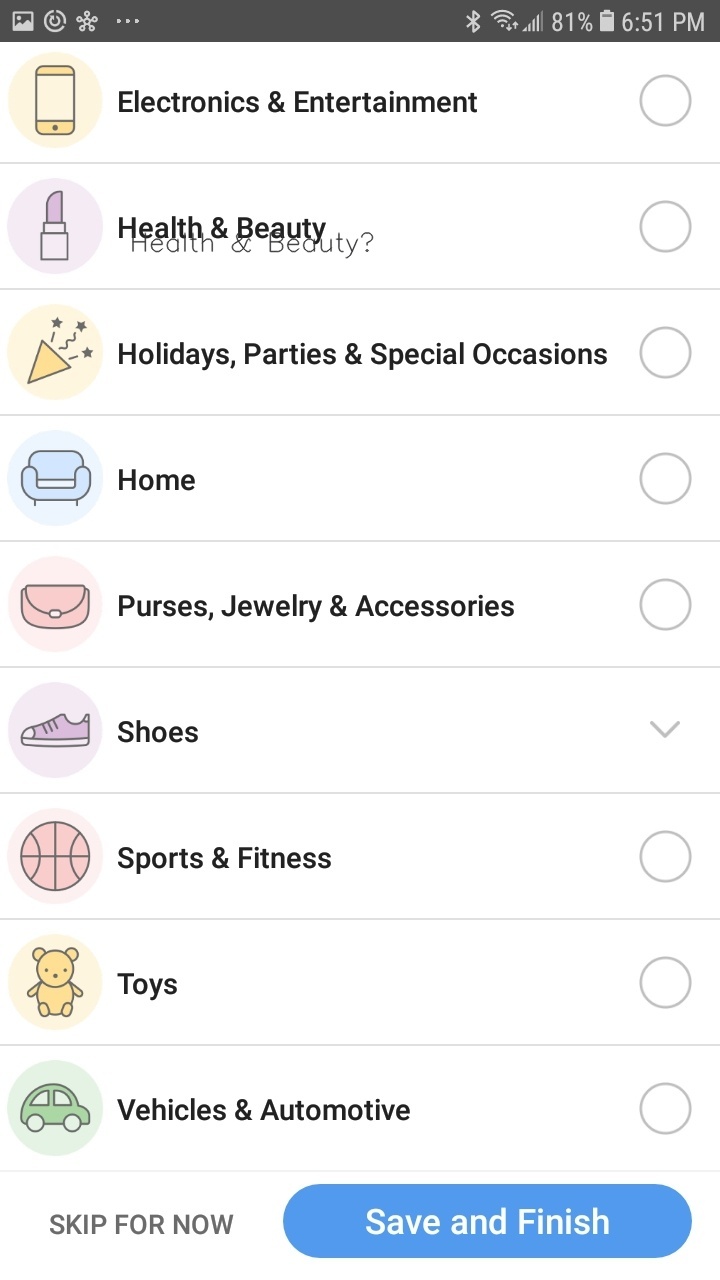 81% 6:51 PM
Electronics & Entertainment
Health & Beauty
Health & Beauty?
Holidays, Parties & Special Occasions
Home
Purses, Jewelry & Accessories
Shoes
Sports & Fitness
Toys
Vehicles & Automotive
SKIP FOR NOW
Save and Finish